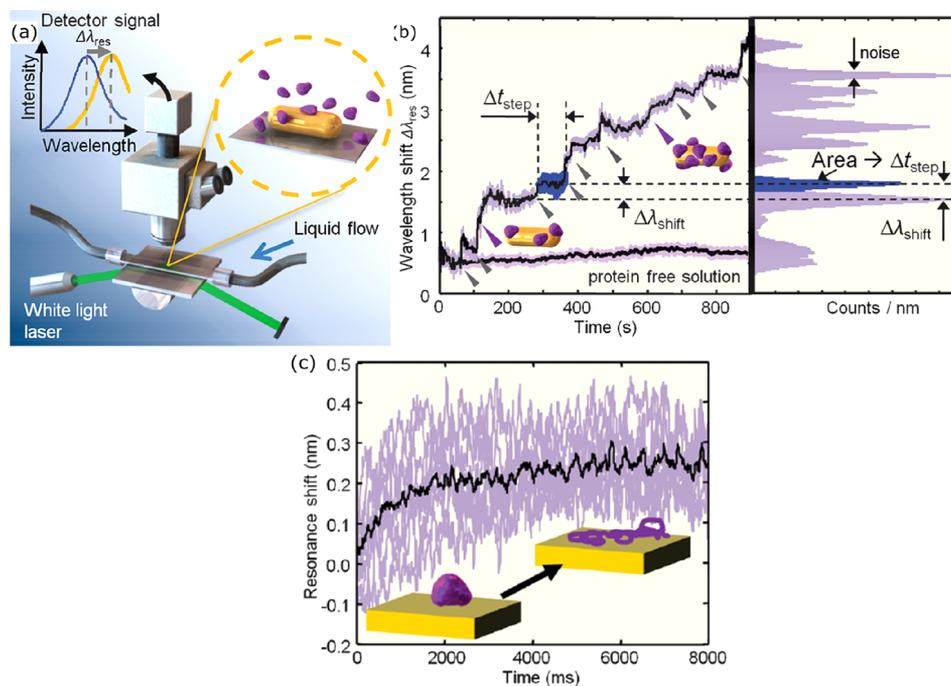 (a)
Detector signal
Δλres
Intensity
Wavelength
Liquid flow
White light
laser
(b)
Wavelength shift Δλres (nm)
4
3
2
1
0
Δtstep
Δλshift
protein free solution
0 200 400 600 800
Time (s)
noise
Area → Δtstep
Δλshift
Counts / nm
(c)
Resonance shift (nm)
0.5
0.4
0.3
0.2
0.1
0.0
-0.1
-0.2
0 2000 4000 6000 8000
Time (ms)